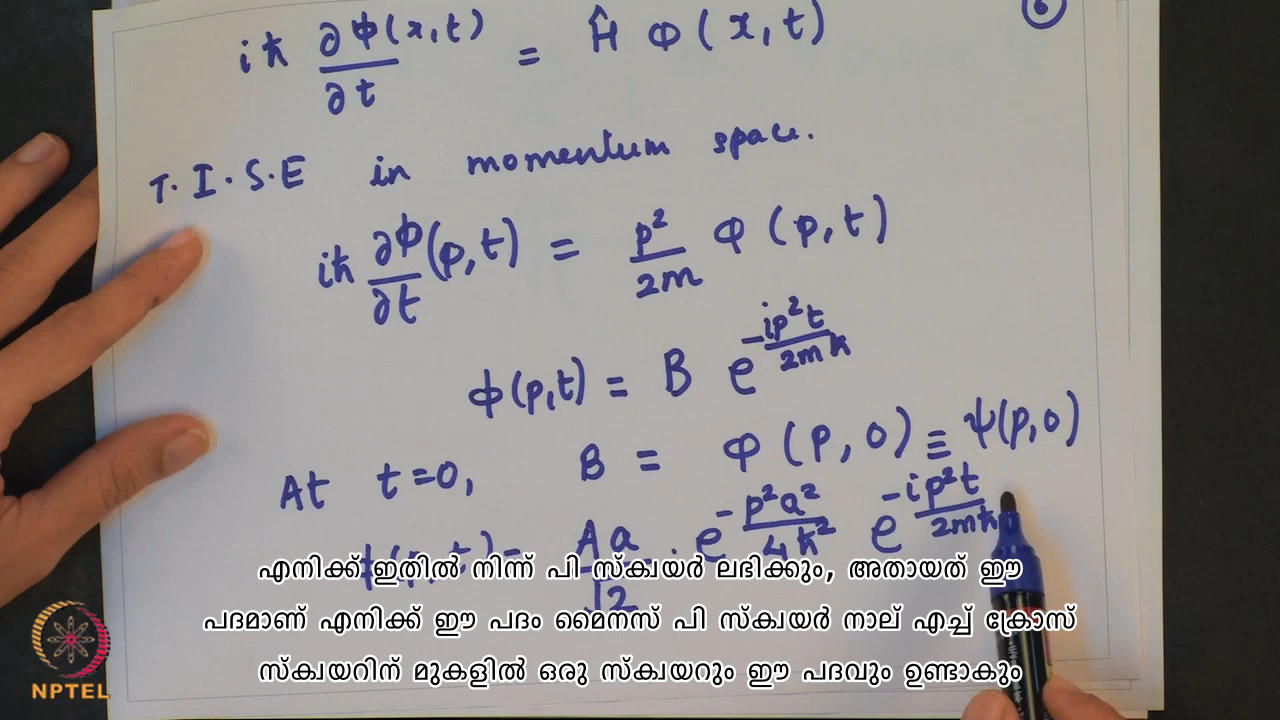 6
iħ ∂Φ(x,t)/∂t = Ĥ Φ(x,t)
T.I.S.E in momentum space.
iħ ∂Φ/∂t (p,t) = p²/2m Φ(p,t)
ϕ(p,t) = B e^{-ip²t/2mħ}
At t=0, B = Φ(p,0) ≡ ψ(p,0)
Aa/√2 . e^{-p²a²/4ħ²} e^{-ip²t/2mħ}
എനിക്ക് ഇതിൽ നിന്ന് പി സ്ക്വയർ ലഭിക്കും, അതായത് ഈ
പദമാണ് എനിക്ക് ഈ പദം മൈനസ് പി സ്ക്വയർ നാല് എച്ച് ക്രോസ്
സ്ക്വയറിന് മുകളിൽ ഒരു സ്ക്വയറും ഈ പദവും ഉണ്ടാകും
NPTEL